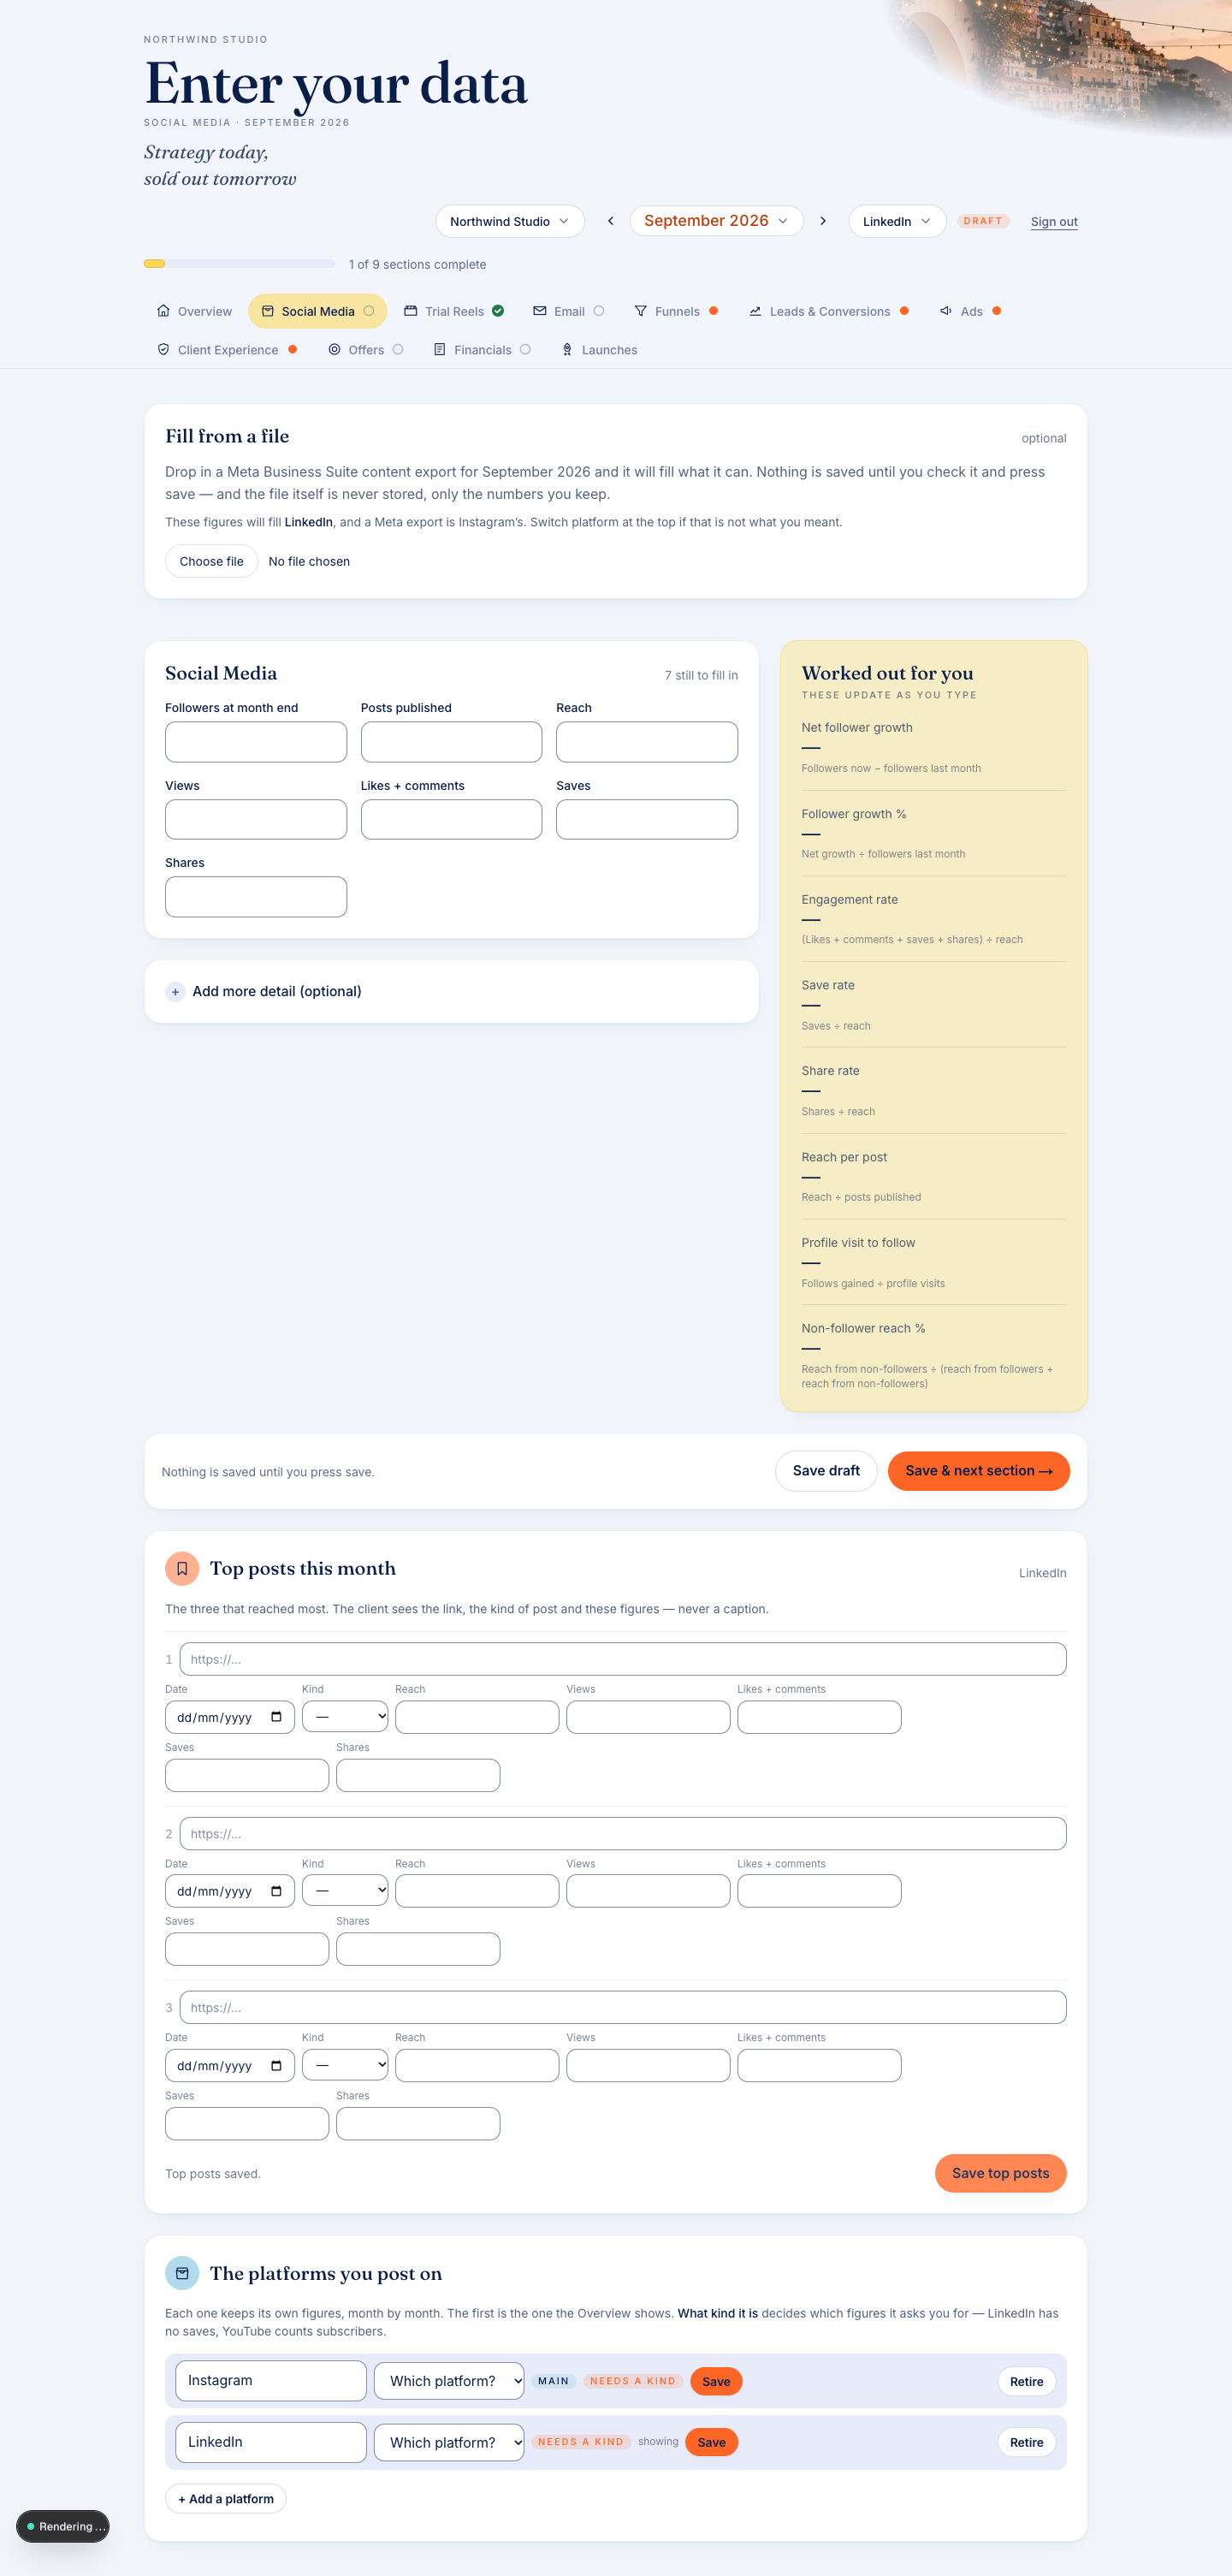 NORTHWIND STUDIO
Enter your data
SOCIAL MEDIA · SEPTEMBER 2026
Strategy today,
sold out tomorrow
Northwind Studio
September 2026
LinkedIn
DRAFT
Sign out
1 of 9 sections complete
Overview
Social Media
Trial Reels
Email
Funnels
Leads & Conversions
Ads
Client Experience
Offers
Financials
Launches
Fill from a file
optional
Drop in a Meta Business Suite content export for September 2026 and it will fill what it can. Nothing is saved until you check it and press
save — and the file itself is never stored, only the numbers you keep.
These figures will fill LinkedIn, and a Meta export is Instagram's. Switch platform at the top if that is not what you meant.
Choose file
No file chosen
Social Media
7 still to fill in
Followers at month end
Posts published
Reach
Views
Likes + comments
Saves
Shares
+ Add more detail (optional)
Worked out for you
THESE UPDATE AS YOU TYPE
Net follower growth
—
Followers now − followers last month
Follower growth %
—
Net growth ÷ followers last month
Engagement rate
—
(Likes + comments + saves + shares) ÷ reach
Save rate
—
Saves ÷ reach
Share rate
—
Shares ÷ reach
Reach per post
—
Reach ÷ posts published
Profile visit to follow
—
Follows gained ÷ profile visits
Non-follower reach %
—
Reach from non-followers ÷ (reach from followers +
reach from non-followers)
Nothing is saved until you press save.
Save draft
Save & next section →
Top posts this month
LinkedIn
The three that reached most. The client sees the link, the kind of post and these figures — never a caption.
1
https://...
Date
Kind
Reach
Views
Likes + comments
dd/mm/yyyy
—
Saves
Shares
2
https://...
Date
Kind
Reach
Views
Likes + comments
dd/mm/yyyy
—
Saves
Shares
3
https://...
Date
Kind
Reach
Views
Likes + comments
dd/mm/yyyy
—
Saves
Shares
Top posts saved.
Save top posts
The platforms you post on
Each one keeps its own figures, month by month. The first is the one the Overview shows. What kind it is decides which figures it asks you for — LinkedIn has
no saves, YouTube counts subscribers.
Instagram
Which platform?
MAIN
NEEDS A KIND
Save
Retire
LinkedIn
Which platform?
NEEDS A KIND
showing
Save
Retire
+ Add a platform
Rendering ...